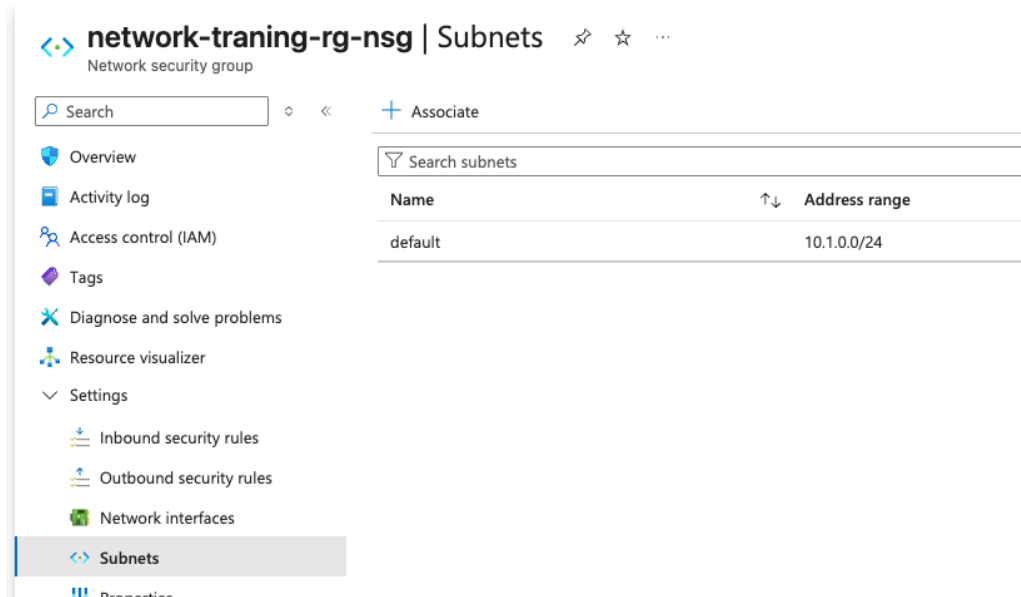 network-traning-rg-nsg | Subnets
Network security group
Search
Associate
Overview
Search subnets
Activity log
Name
Address range
Access control (IAM)
default
10.1.0.0/24
Tags
Diagnose and solve problems
Resource visualizer
Settings
Inbound security rules
Outbound security rules
Network interfaces
Subnets
Properties